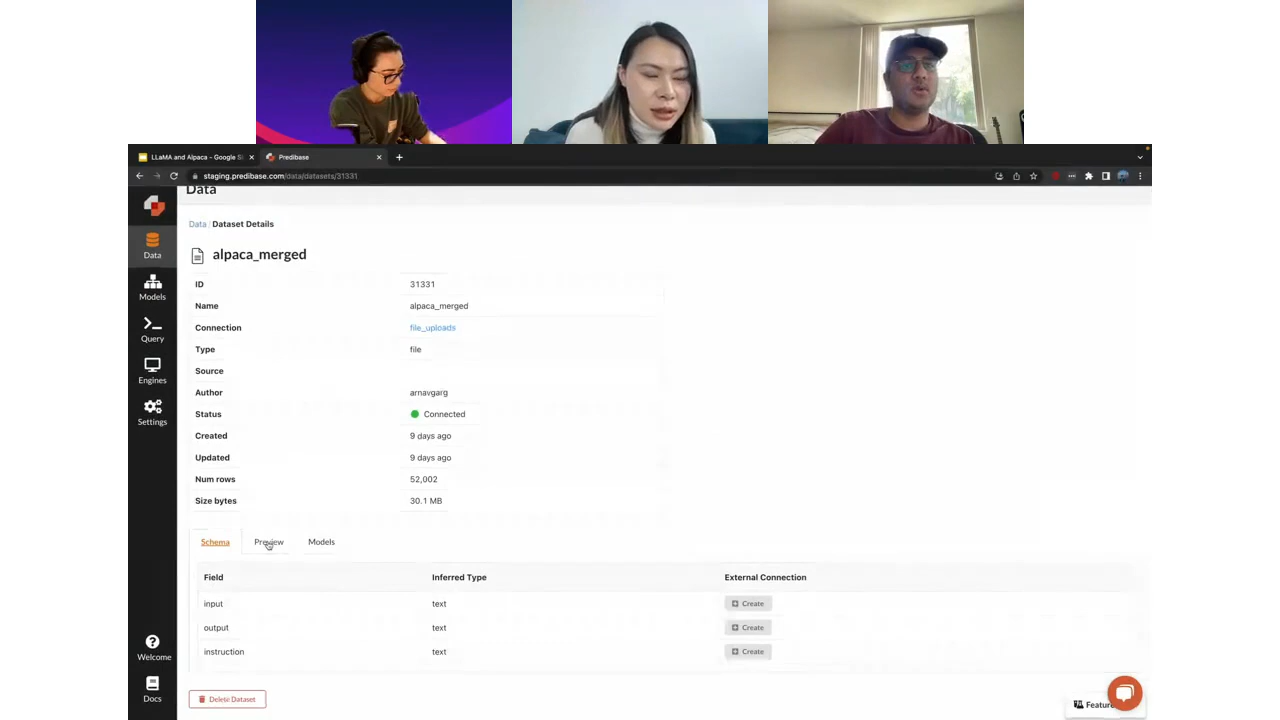 LLaMA and Alpaca - Google Sl
Predibase
staging.predibase.com/data/datasets/31331
Data
Data / Dataset Details
alpaca_merged
ID 31331
Name alpaca_merged
Connection file_uploads
Type file
Source
Author arnavgarg
Status Connected
Created 9 days ago
Updated 9 days ago
Num rows 52,002
Size bytes 30.1 MB
Schema Preview Models
Field Inferred Type External Connection
input text Create
output text Create
instruction text Create
Delete Dataset
Data
Models
Query
Engines
Settings
Welcome
Docs
Feature